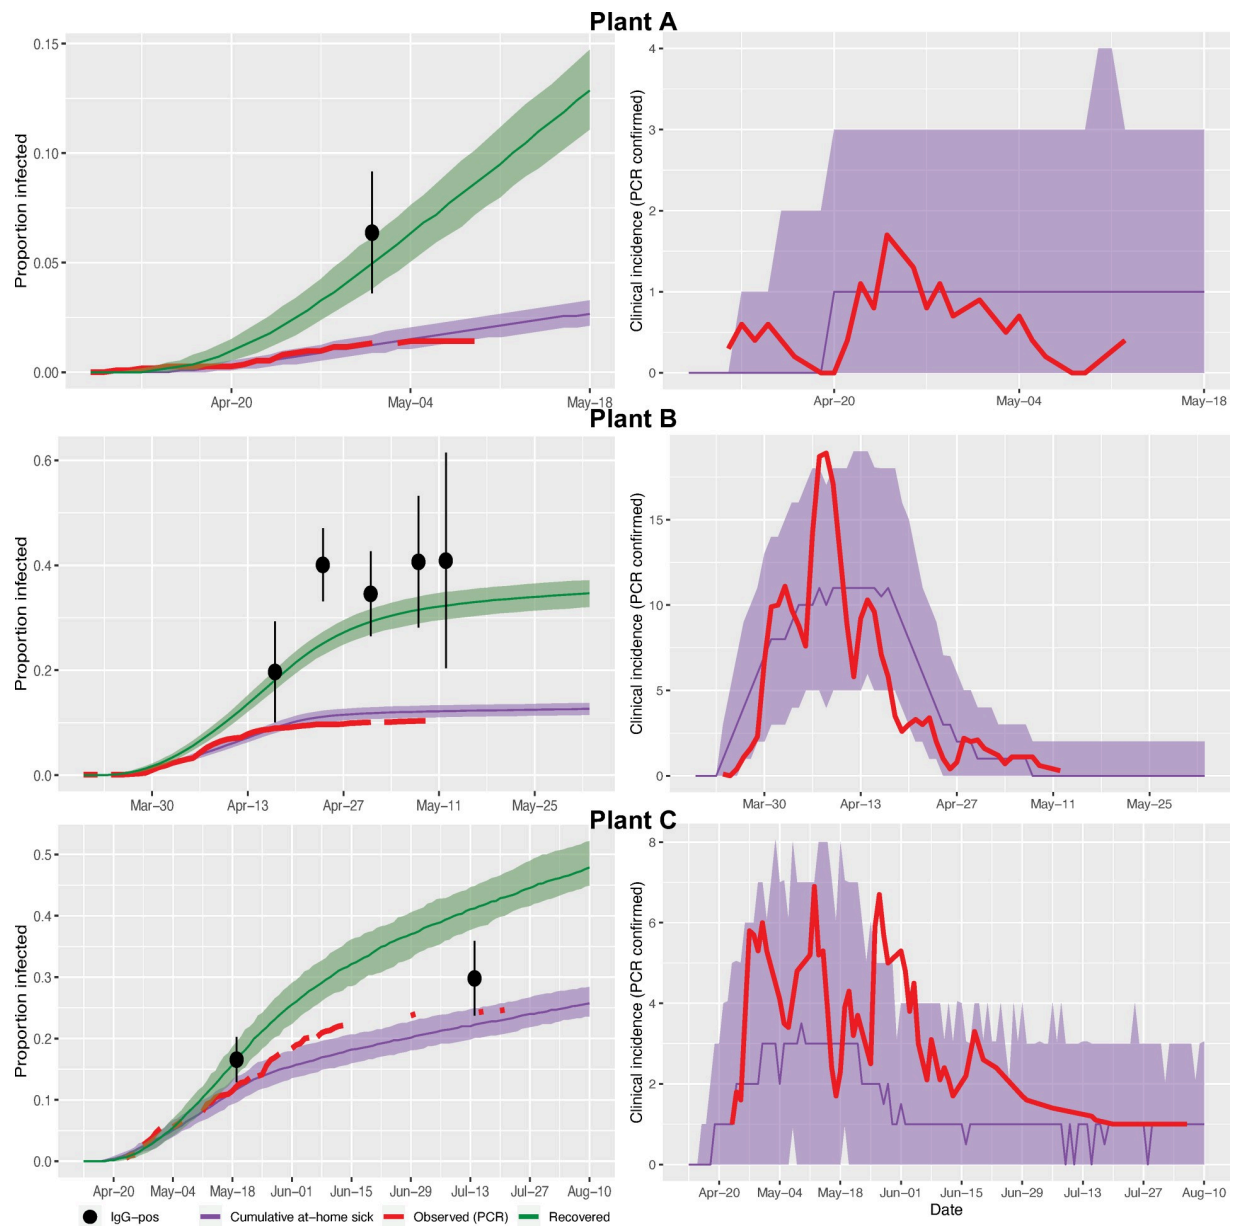 Plant A
Proportion infected
0.15
0.10
0.05
0.00
Apr−20 May−04 May−18
Clinical incidence (PCR confirmed)
4
3
2
1
0
Apr−20 May−04 May−18
Plant B
Proportion infected
0.6
0.4
0.2
0.0
Mar−30 Apr−13 Apr−27 May−11 May−25
Clinical incidence (PCR confirmed)
15
10
5
0
Mar−30 Apr−13 Apr−27 May−11 May−25
Plant C
Proportion infected
0.5
0.4
0.3
0.2
0.1
0.0
Apr−20 May−04 May−18 Jun−01 Jun−15 Jun−29 Jul−13 Jul−27 Aug−10
Clinical incidence (PCR confirmed)
8
6
4
2
0
Apr−20 May−04 May−18 Jun−01 Jun−15 Jun−29 Jul−13 Jul−27 Aug−10
Date
IgG−pos Cumulative at−home sick Observed (PCR) Recovered